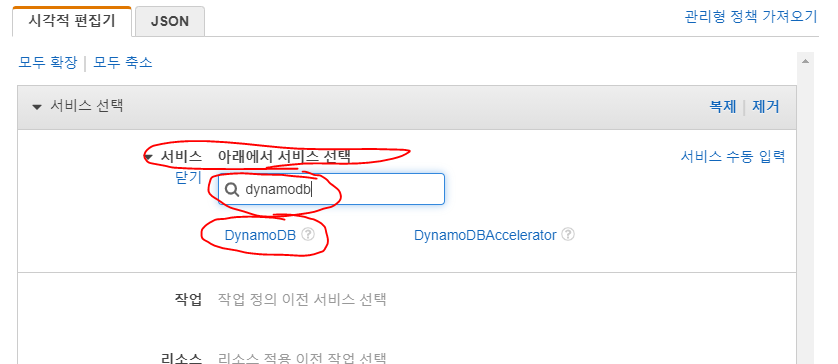 시각적 편집기 JSON 관리형 정책 가져오기
모두 확장 | 모두 축소
서비스 선택 복제 | 제거
서비스 아래에서 서비스 선택 서비스 수동 입력
닫기 dynamodb
DynamoDB ? DynamoDBAccelerator ?
작업 작업 정의 이전 서비스 선택
리소스 리소스 적용 이전 작업 선택